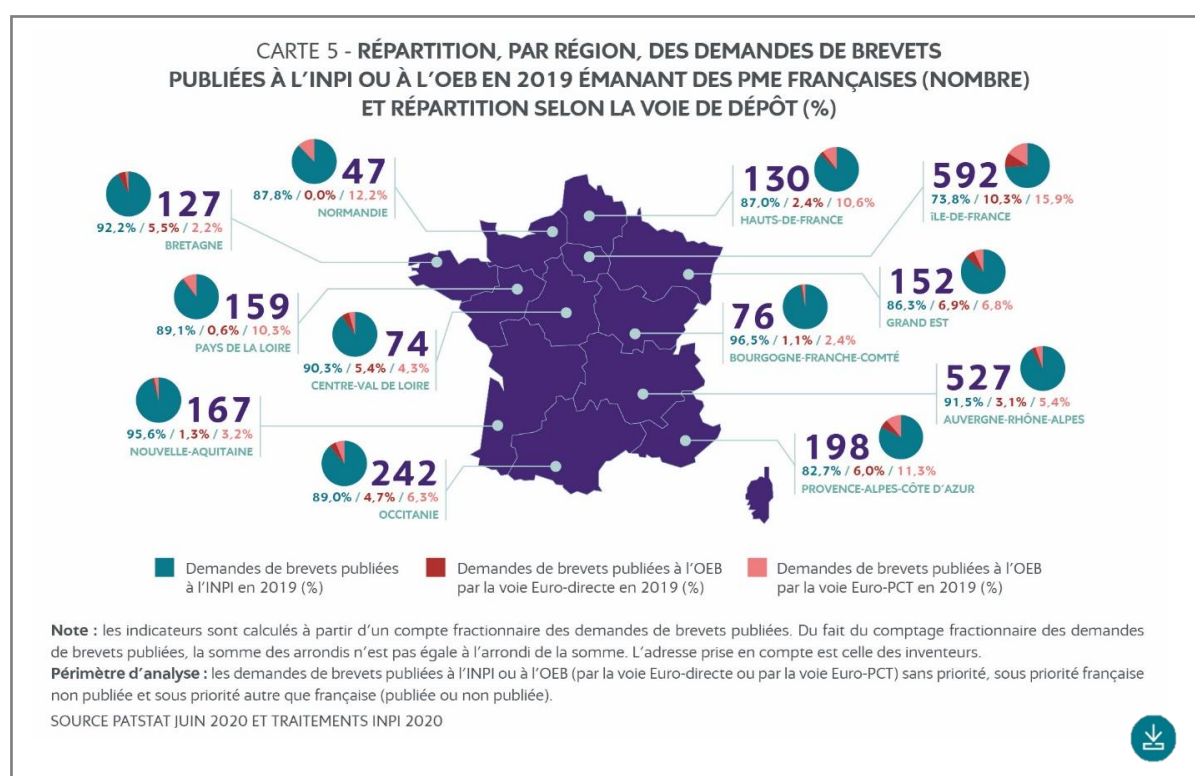 CARTE 5 - RÉPARTITION, PAR RÉGION, DES DEMANDES DE BREVETS
PUBLIÉES À L'INPI OU À L'OEB EN 2019 ÉMANANT DES PME FRANÇAISES (NOMBRE)
ET RÉPARTITION SELON LA VOIE DE DÉPÔT (%)
47
87,8% / 0,0% / 12,2%
NORMANDIE
130
87,0% / 2,4% / 10,6%
HAUTS-DE-FRANCE
592
73,8% / 10,3% / 15,9%
îLE-DE-FRANCE
127
92,2% / 5,5% / 2,2%
BRETAGNE
152
86,3% / 6,9% / 6,8%
GRAND EST
159
89,1% / 0,6% / 10,3%
PAYS DE LA LOIRE
74
90,3% / 5,4% / 4,3%
CENTRE-VAL DE LOIRE
76
96,5% / 1,1% / 2,4%
BOURGOGNE-FRANCHE-COMTÉ
527
91,5% / 3,1% / 5,4%
AUVERGNE-RHÔNE-ALPES
167
95,6% / 1,3% / 3,2%
NOUVELLE-AQUITAINE
198
82,7% / 6,0% / 11,3%
PROVENCE-ALPES-CÔTE D'AZUR
242
89,0% / 4,7% / 6,3%
OCCITANIE
Demandes de brevets publiées
à l'INPI en 2019 (%)
Demandes de brevets publiées à l'OEB
par la voie Euro-directe en 2019 (%)
Demandes de brevets publiées à l'OEB
par la voie Euro-PCT en 2019 (%)
Note : les indicateurs sont calculés à partir d'un compte fractionnaire des demandes de brevets publiées. Du fait du comptage fractionnaire des demandes
de brevets publiées, la somme des arrondis n'est pas égale à l'arrondi de la somme. L'adresse prise en compte est celle des inventeurs.
Périmètre d'analyse : les demandes de brevets publiées à l'INPI ou à l'OEB (par la voie Euro-directe ou par la voie Euro-PCT) sans priorité, sous priorité française
non publiée et sous priorité autre que française (publiée ou non publiée).
SOURCE PATSTAT JUIN 2020 ET TRAITEMENTS INPI 2020